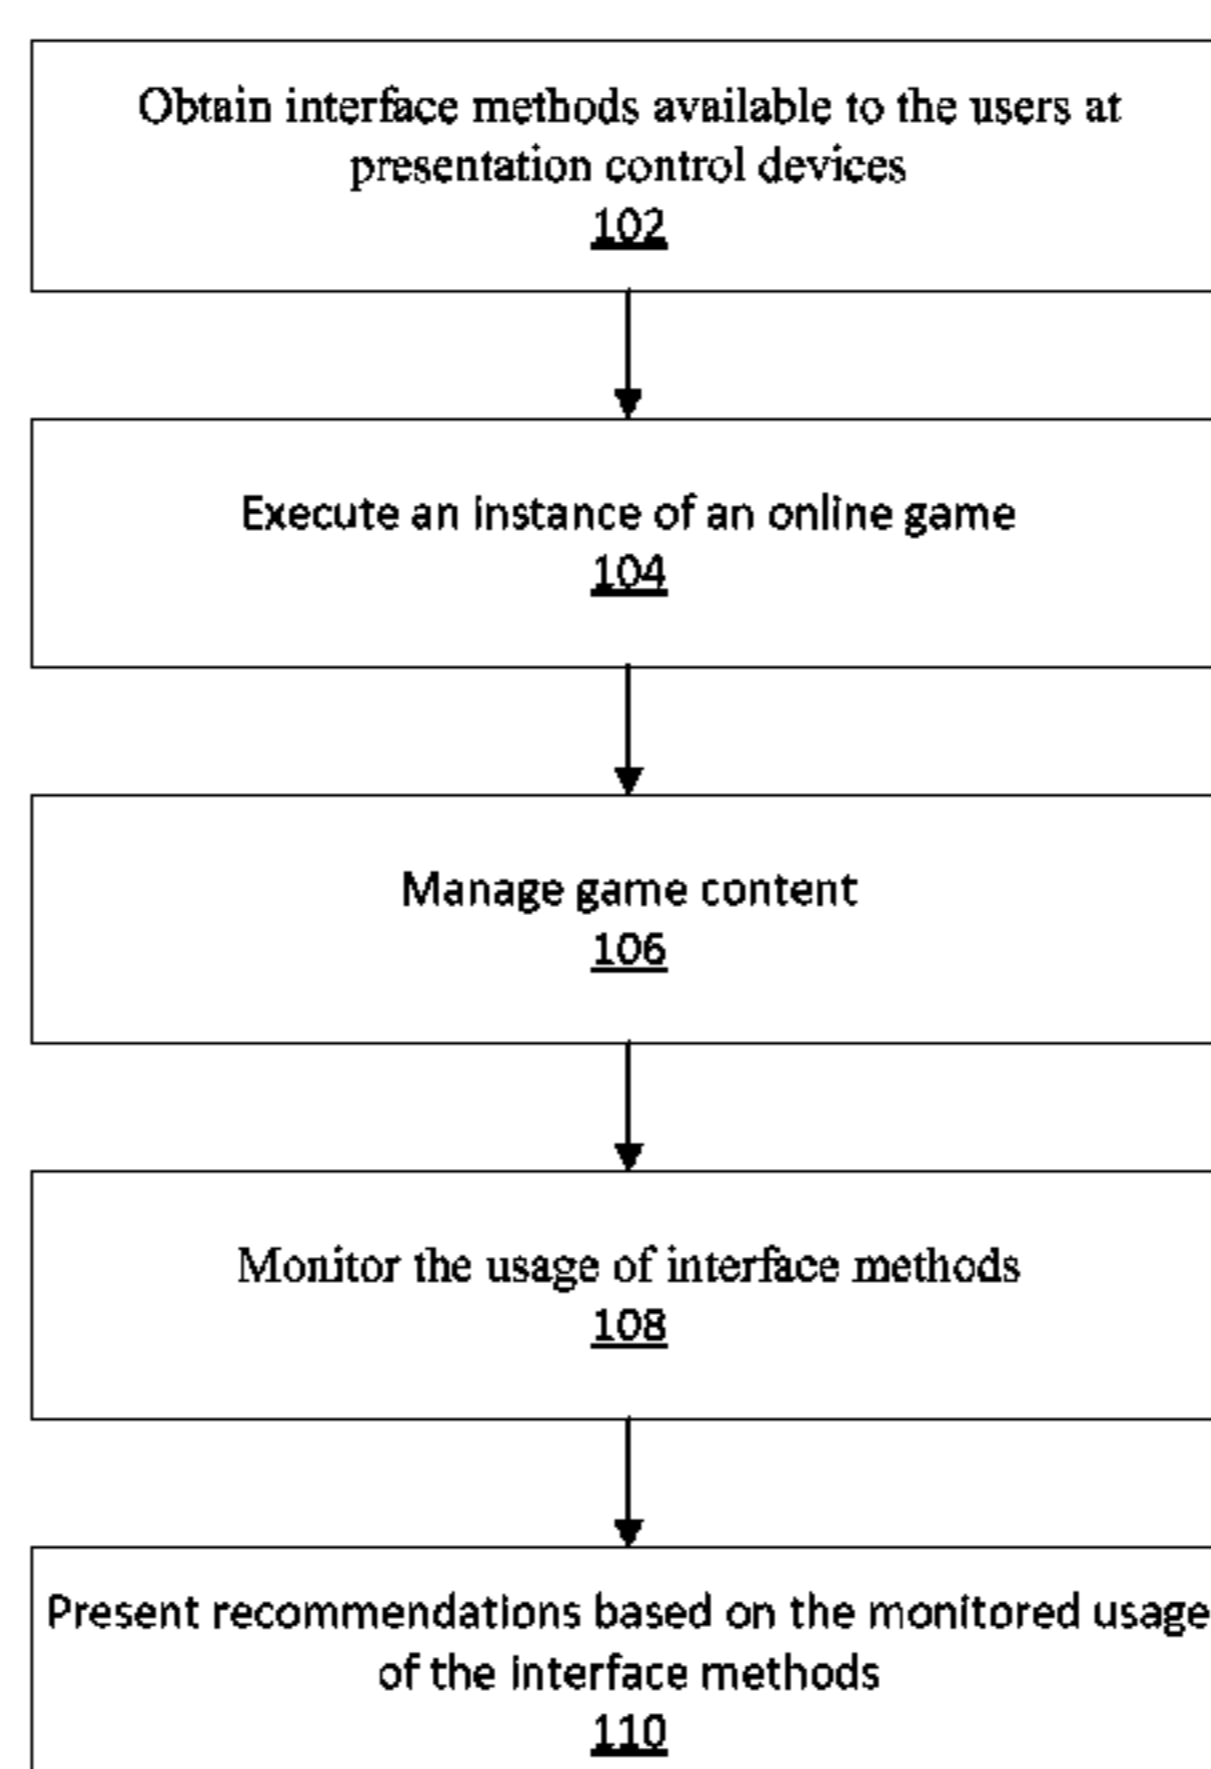 Obtain interface methods available to the users at
presentation control devices
102
Execute an instance of an online game
104
Manage game content
106
Monitor the usage of interface methods
108
Present recommendations based on the monitored usage
of the interface methods
110